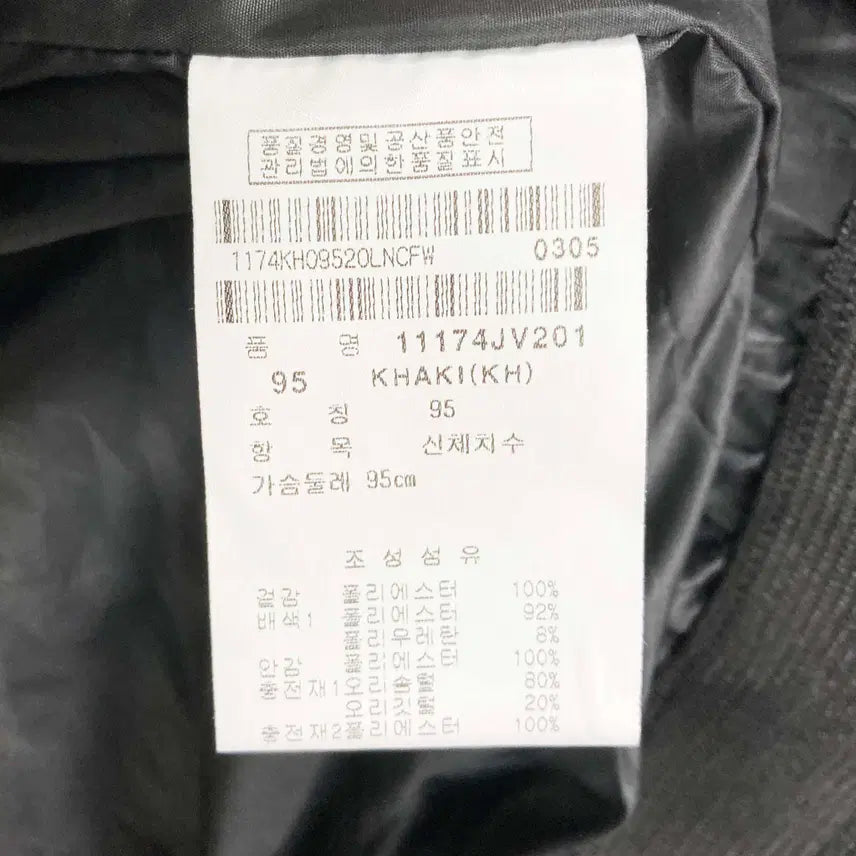 품질경영및공산품안전
관리법에의한품질표시
1174KH09520LNCFW 0305
품 명 11174JV201
95 KHAKI(KH)
호 칭 95
항 목 신체치수
가슴둘레 95cm
조성섬유
겉감 폴리에스터 100%
배색1 폴리에스터 92%
폴리우레탄 8%
안감 폴리에스터 100%
충전재1오리솜털 80%
오리깃털 20%
충전재2폴리에스터 100%